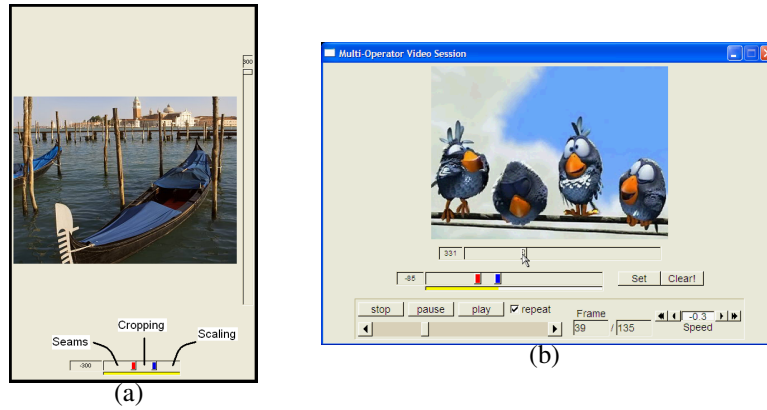 300
Cropping
Seams
Scaling
-300
(a)
Multi-Operator Video Session
331
-85
Set
Clear!
stop
pause
play
repeat
Frame
39
/ 135
-0.3
Speed
(b)